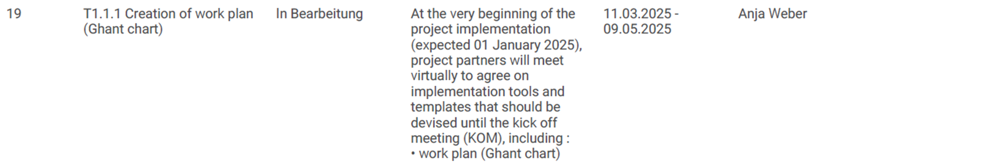 19
T1.1.1 Creation of work plan
(Ghant chart)
In Bearbeitung
At the very beginning of the
project implementation
(expected 01 January 2025),
project partners will meet
virtually to agree on
implementation tools and
templates that should be
devised until the kick off
meeting (KOM), including :
• work plan (Ghant chart)
11.03.2025 -
09.05.2025
Anja Weber